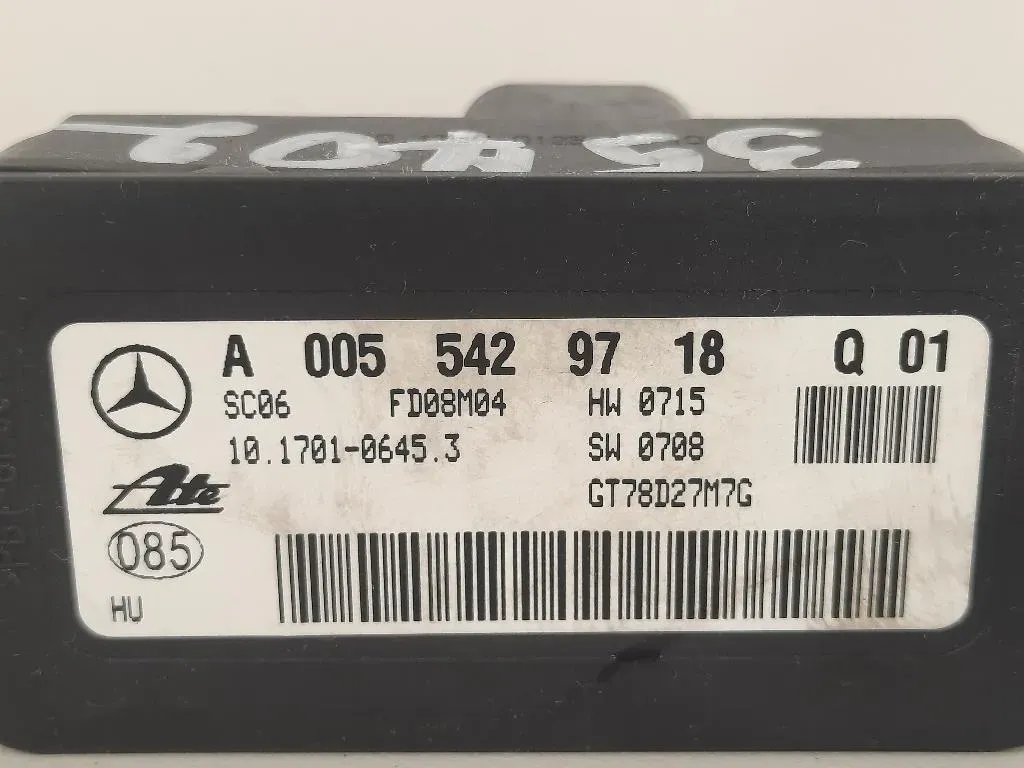 A 005 542 97 18 Q 01
SC06 FD08M04 HW 0715
10.1701-0645.3 SW 0708
Ate GT78D27M7G
085
HU